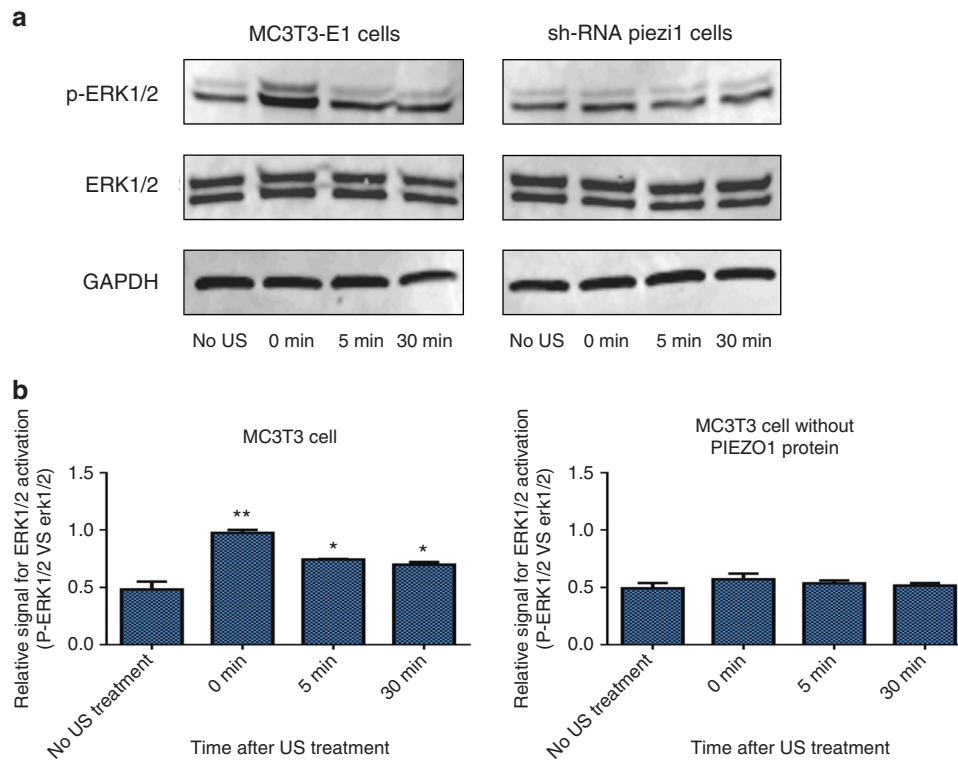 a
MC3T3-E1 cells
sh-RNA piezi1 cells
p-ERK1/2
ERK1/2
GAPDH
No US 0 min 5 min 30 min
No US 0 min 5 min 30 min
b
MC3T3 cell
Relative signal for ERK1/2 activation
(P-ERK1/2 VS erk1/2)
1.5
1.0
0.5
0.0
** 
*
*
No US treatment
0 min
5 min
30 min
Time after US treatment
MC3T3 cell without
PIEZO1 protein
Relative signal for ERK1/2 activation
(P-ERK1/2 VS erk1/2)
1.5
1.0
0.5
0.0
No US treatment
0 min
5 min
30 min
Time after US treatment